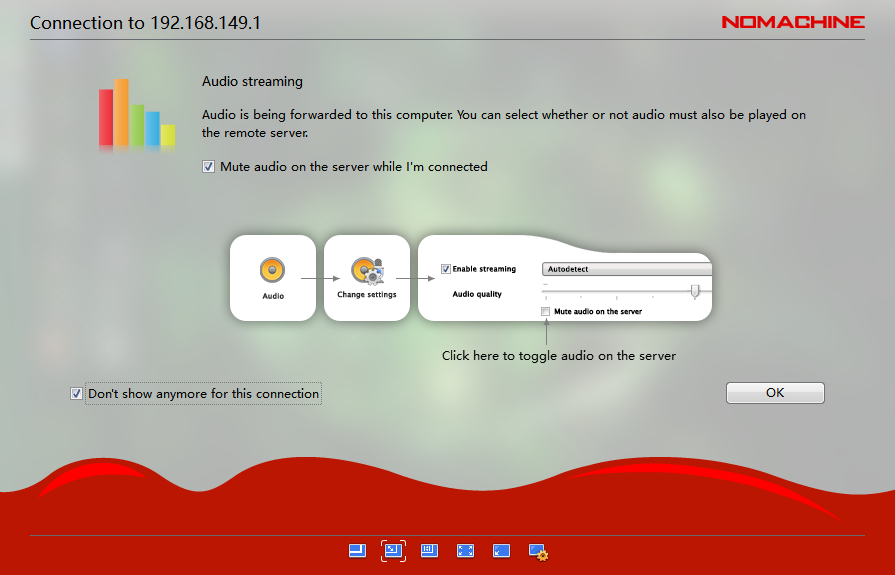 Connection to 192.168.149.1
NOMACHINE
Audio streaming
Audio is being forwarded to this computer. You can select whether or not audio must also be played on
the remote server.
Mute audio on the server while I'm connected
Audio
Change settings
Enable streaming
Autodetect
Audio quality
Mute audio on the server
Click here to toggle audio on the server
Don't show anymore for this connection
OK